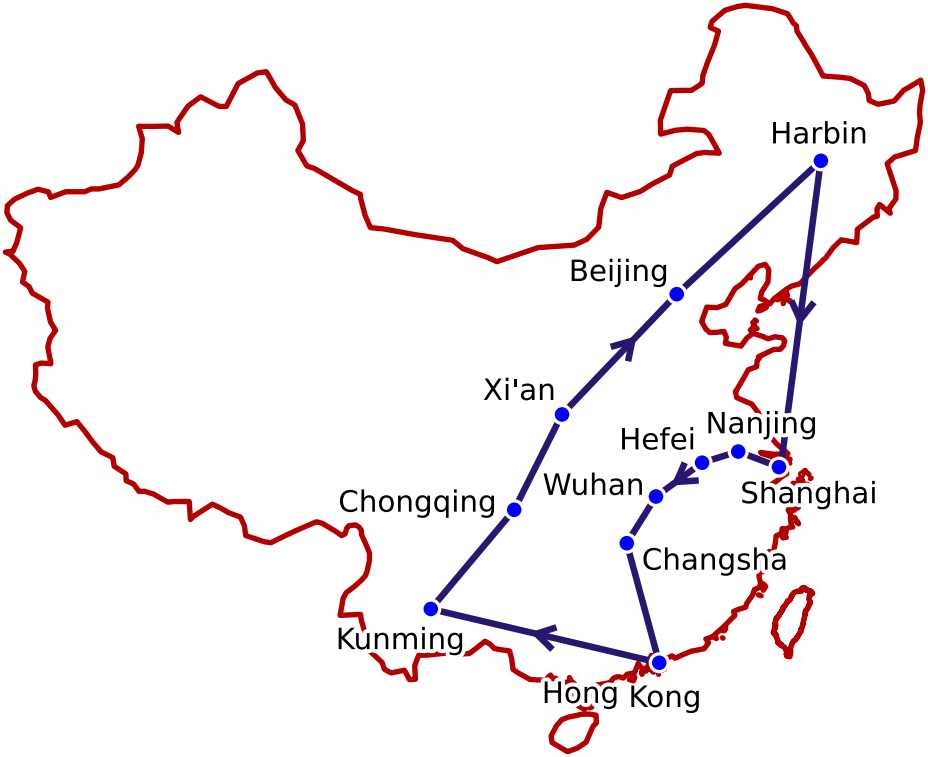 Harbin
Beijing
Xi'an
Nanjing
Hefei
Wuhan
Shanghai
Chongqing
Changsha
Kunming
Hong Kong